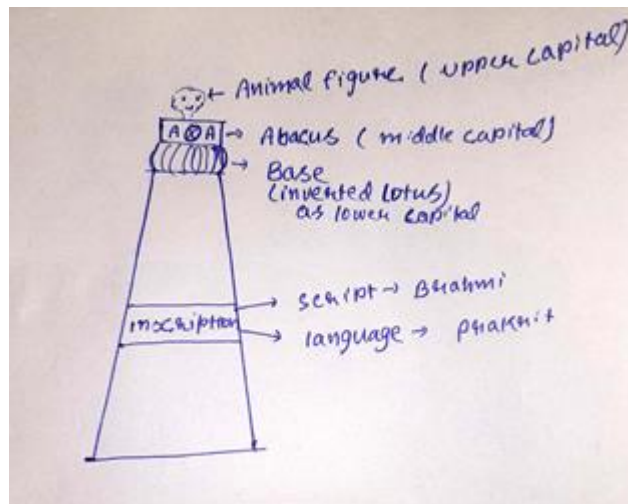 ← Animal figure. (upper capital)
A ⊗ A → Abacus (middle capital)
→ Base
(inverted Lotus)
as lower capital
script → Brahmi
inscription
language → Prakrit